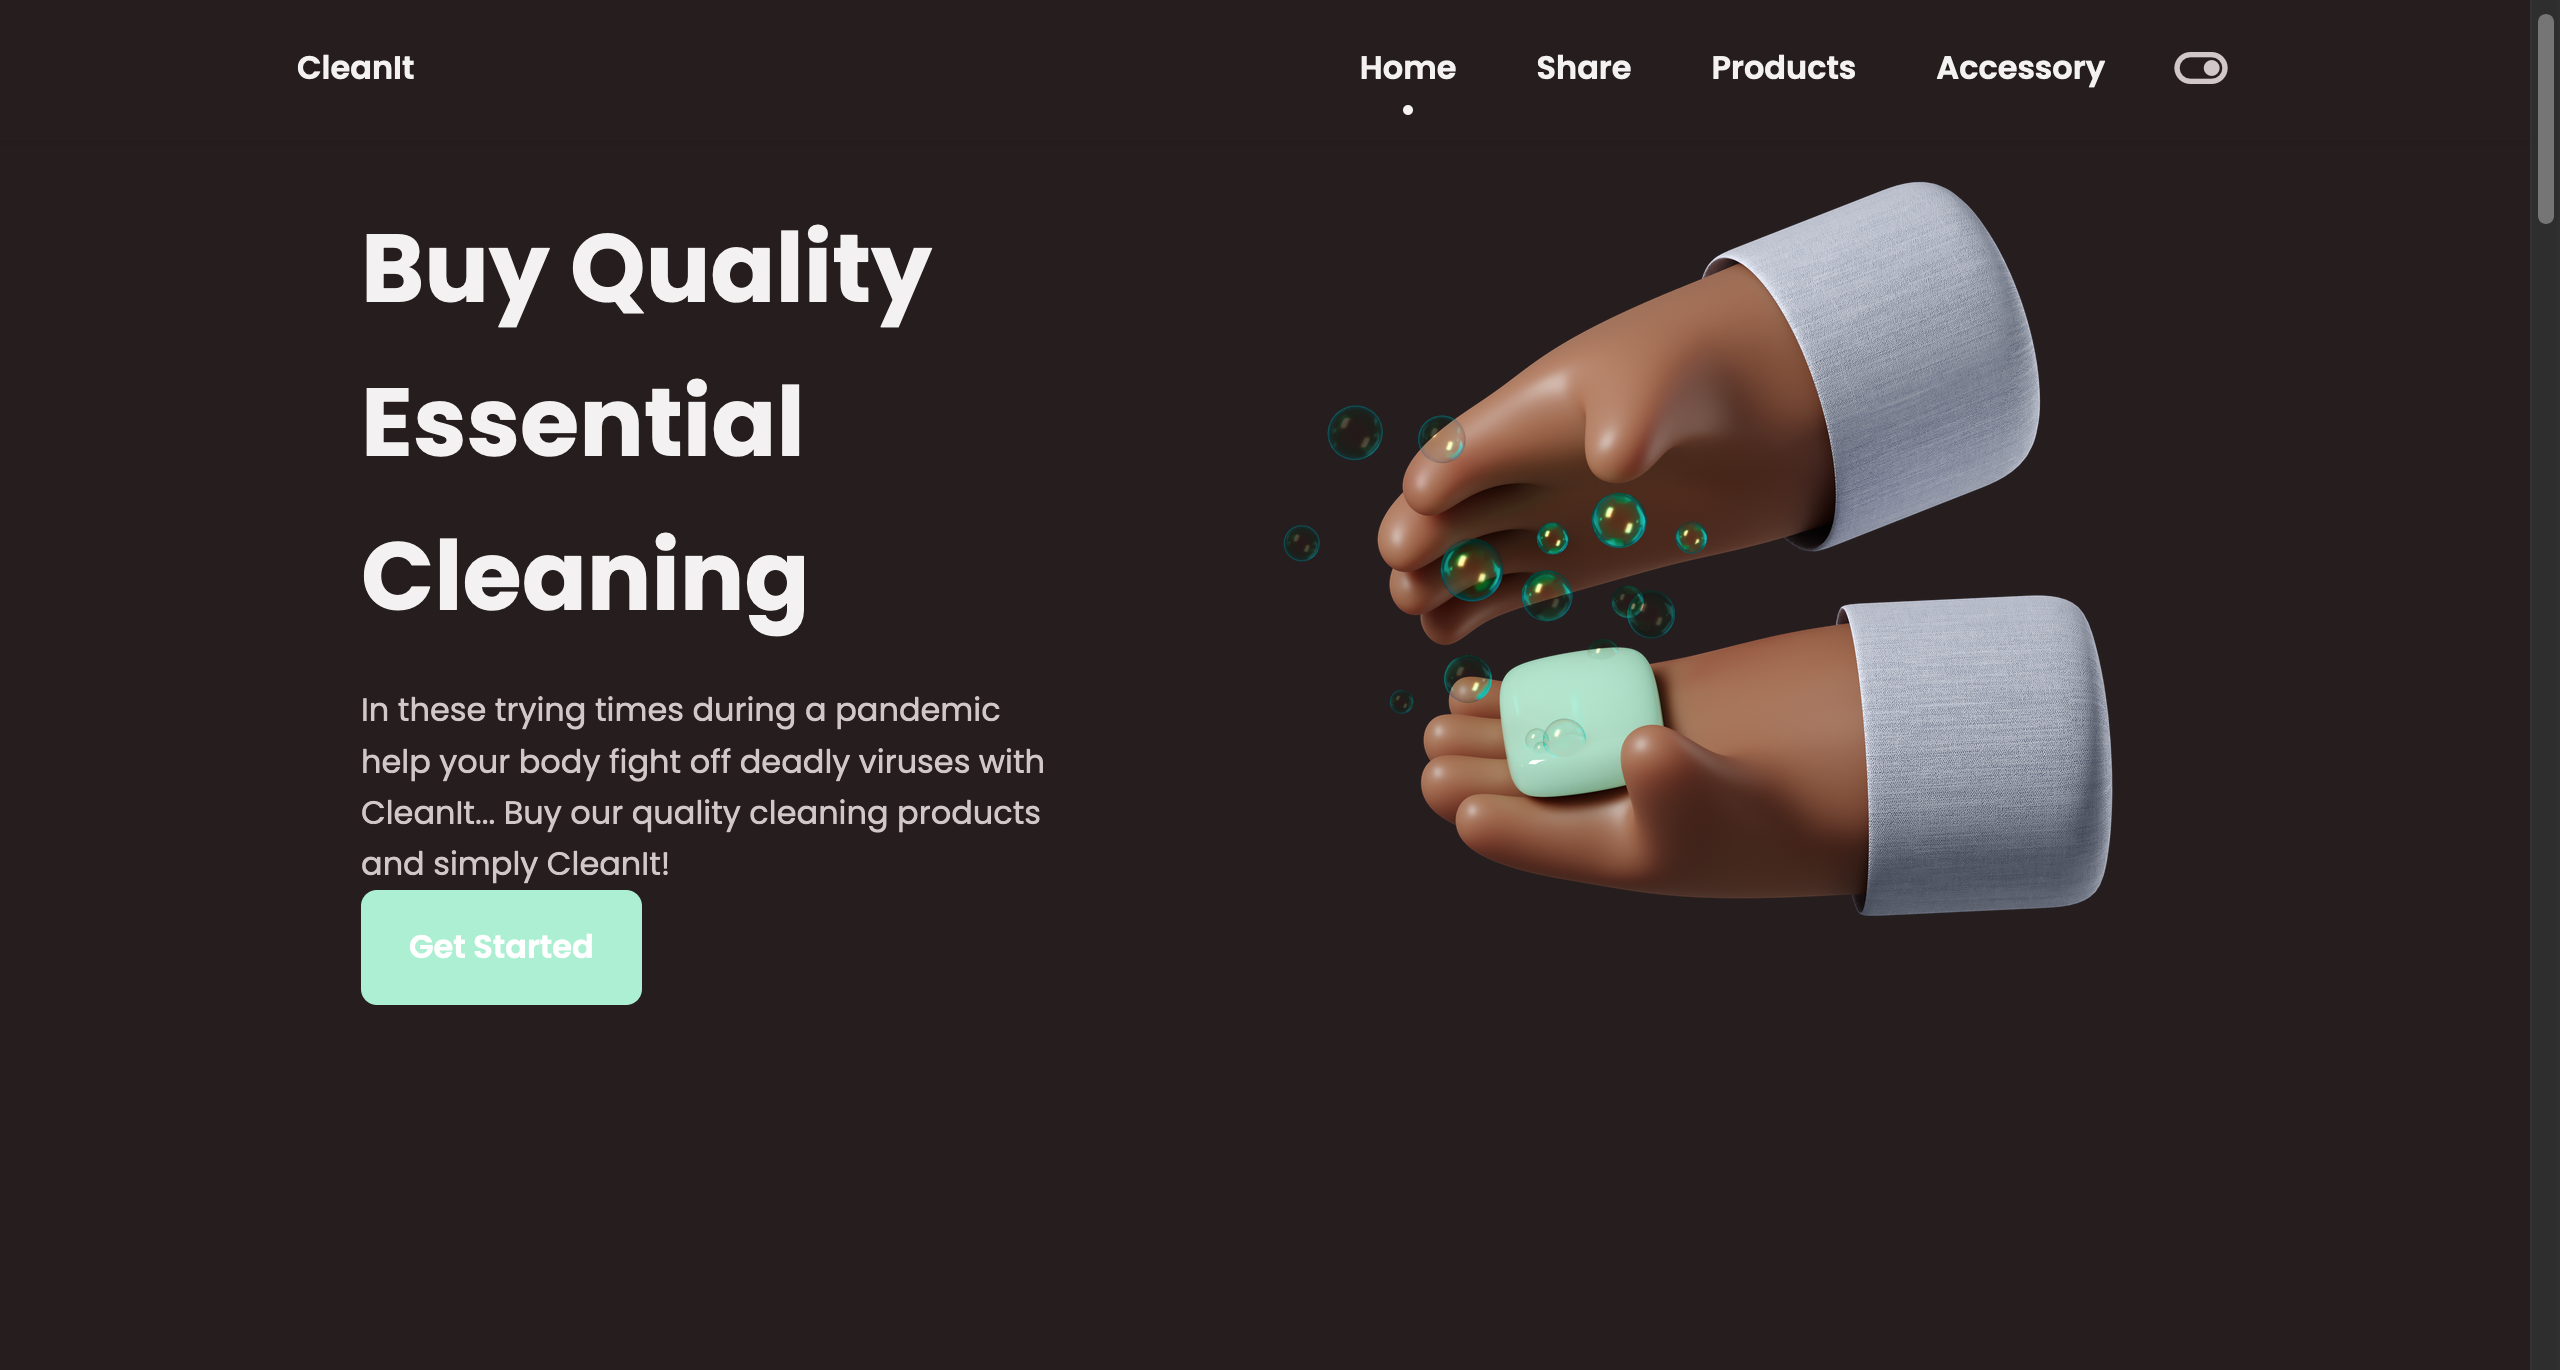 CleanIt
Home Share Products Accessory
Buy Quality
Essential
Cleaning
In these trying times during a pandemic
help your body fight off deadly viruses with
CleanIt... Buy our quality cleaning products
and simply CleanIt!
Get Started